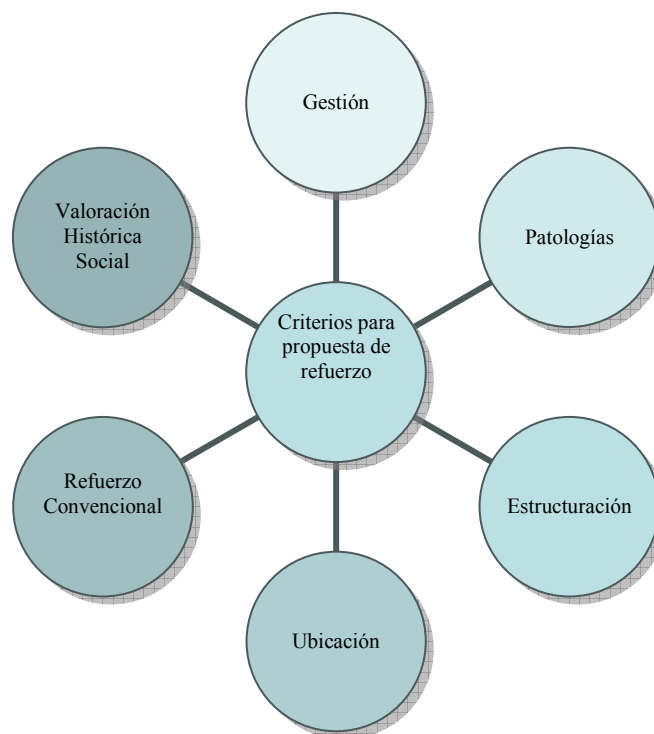 Gestión
Valoración
Histórica
Social
Patologías
Criterios para
propuesta de
refuerzo
Refuerzo
Convencional
Estructuración
Ubicación